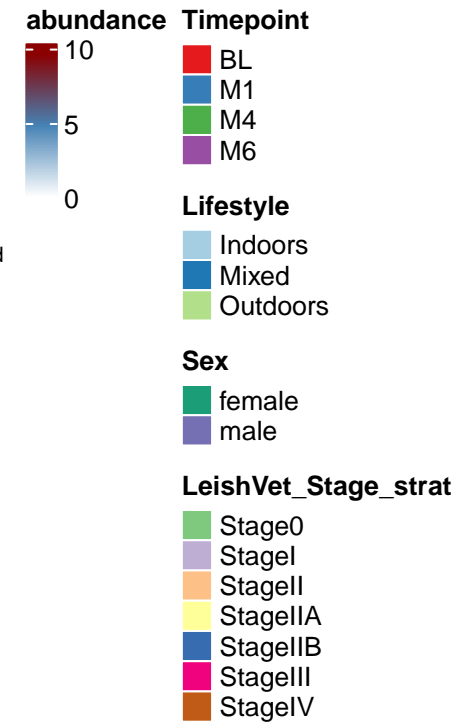 abundance
10
5
0
Timepoint
BL
M1
M4
M6
Lifestyle
Indoors
Mixed
Outdoors
Sex
female
male
LeishVet_Stage_strat
Stage0
StageI
StageII
StageIIA
StageIIB
StageIII
StageIV